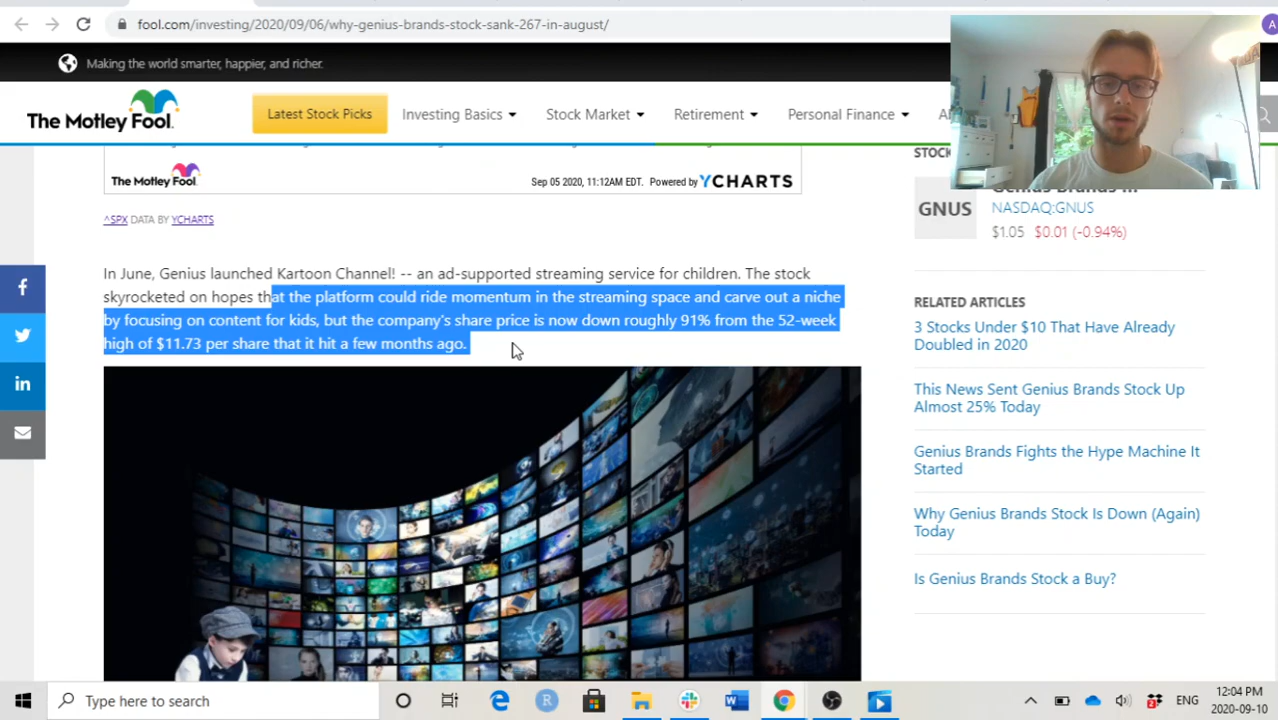 fool.com/investing/2020/09/06/why-genius-brands-stock-sank-267-in-august/
A
Making the world smarter, happier, and richer.
The Motley Fool.
Latest Stock Picks
Investing Basics
Stock Market
Retirement
Personal Finance
The Motley Fool.
Sep 05 2020, 11:12AM EDT. Powered by YCHARTS
^SPX DATA BY YCHARTS
In June, Genius launched Kartoon Channel! -- an ad-supported streaming service for children. The stock
skyrocketed on hopes that the platform could ride momentum in the streaming space and carve out a niche
by focusing on content for kids, but the company's share price is now down roughly 91% from the 52-week
high of $11.73 per share that it hit a few months ago.
STOC
GNUS
Genius Brands I...
NASDAQ:GNUS
$1.05 $0.01 (-0.94%)
RELATED ARTICLES
3 Stocks Under $10 That Have Already
Doubled in 2020
This News Sent Genius Brands Stock Up
Almost 25% Today
Genius Brands Fights the Hype Machine It
Started
Why Genius Brands Stock Is Down (Again)
Today
Is Genius Brands Stock a Buy?
Type here to search
ENG
12:04 PM
2020-09-10